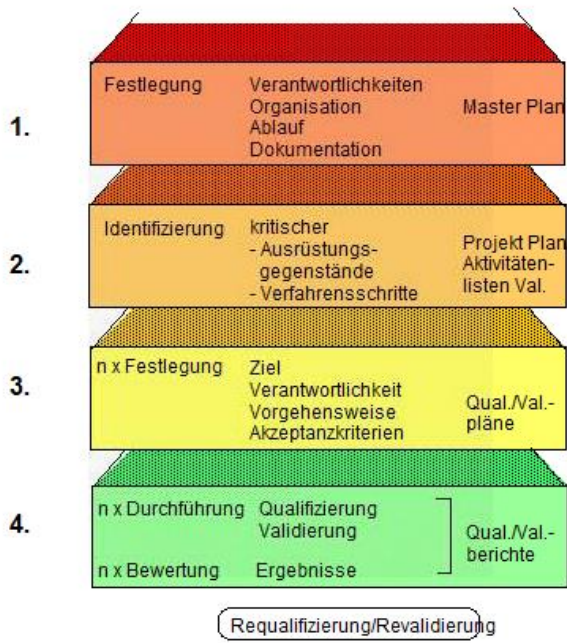 1.
Festlegung Verantwortlichkeiten
Organisation Master Plan
Ablauf
Dokumentation
2.
Identifizierung kritischer
- Ausrüstungs- Projekt Plan
gegenstände Aktivitäten-
- Verfahrensschritte listen Val.
3.
n x Festlegung Ziel
Verantwortlichkeit
Vorgehensweise Qual./Val.-
Akzeptanzkriterien pläne
4.
n x Durchführung Qualifizierung
Validierung Qual./Val.-
berichte
n x Bewertung Ergebnisse
Requalifizierung/Revalidierung